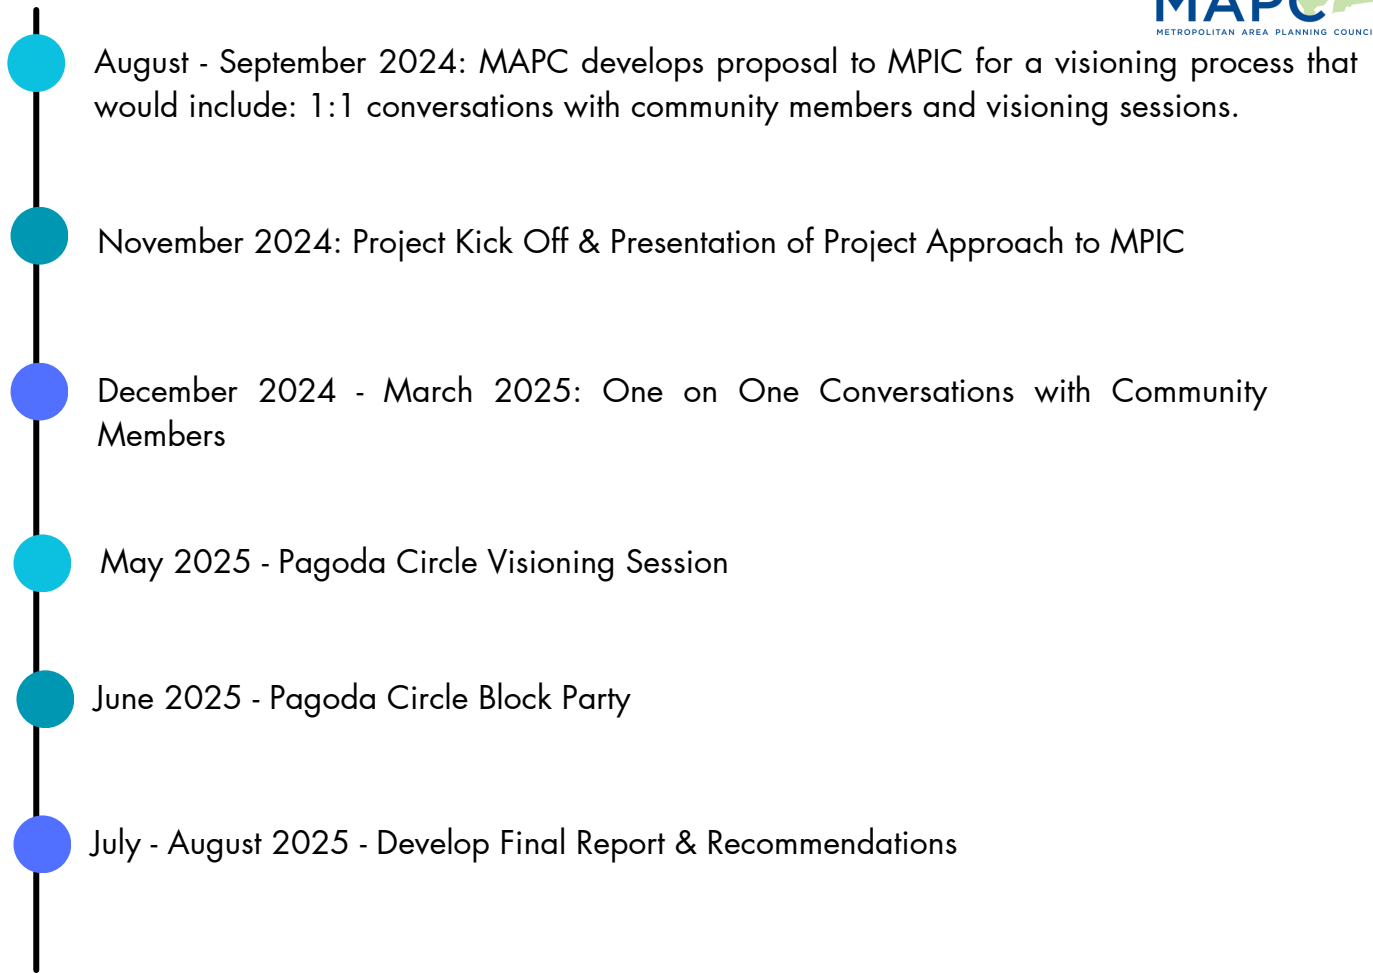 MAPC
METROPOLITAN AREA PLANNING COUNCI
August - September 2024: MAPC develops proposal to MPIC for a visioning process that
would include: 1:1 conversations with community members and visioning sessions.
November 2024: Project Kick Off & Presentation of Project Approach to MPIC
December 2024 - March 2025: One on One Conversations with Community
Members
May 2025 - Pagoda Circle Visioning Session
June 2025 - Pagoda Circle Block Party
July - August 2025 - Develop Final Report & Recommendations